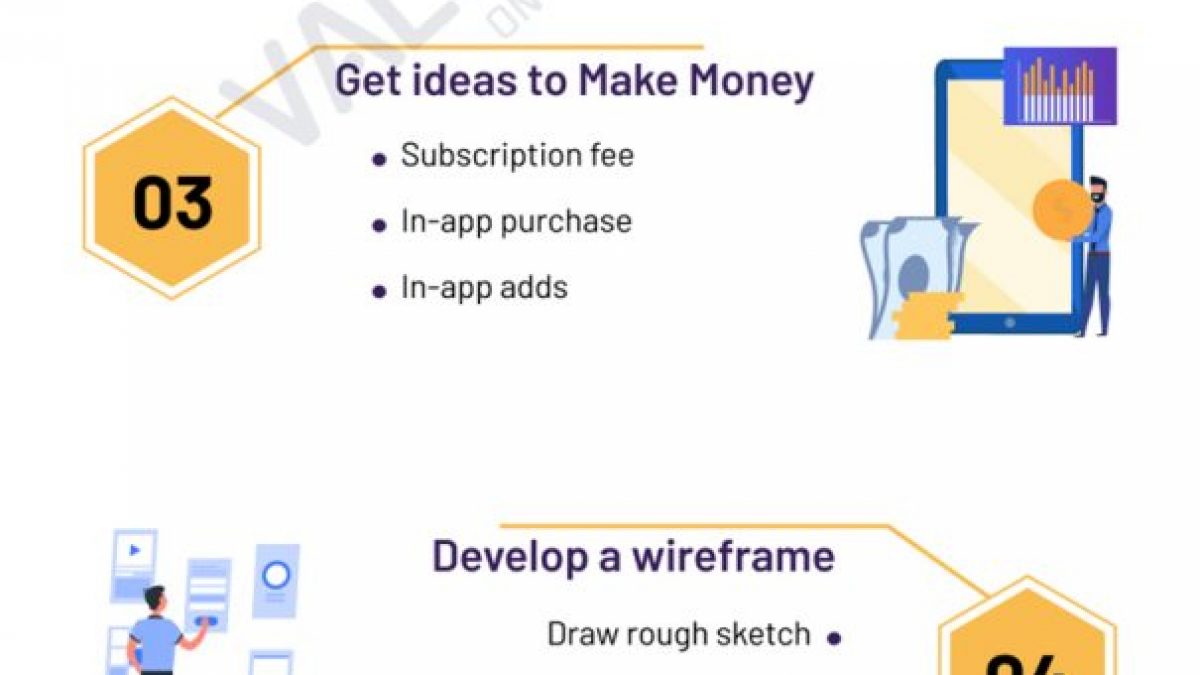 03
Get ideas to Make Money
Subscription fee
In-app purchase
In-app adds
Develop a wireframe
Draw rough sketch